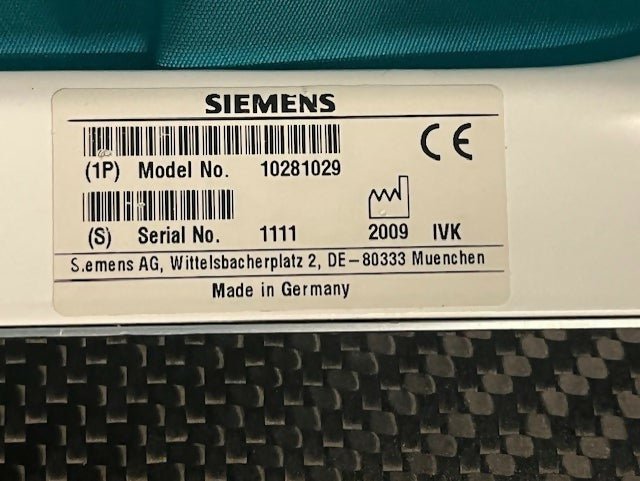 SIEMENS
CE
(1P) Model No. 10281029
(S) Serial No. 1111 2009 IVK
S.emens AG, Wittelsbacherplatz 2, DE-80333 Muenchen
Made in Germany